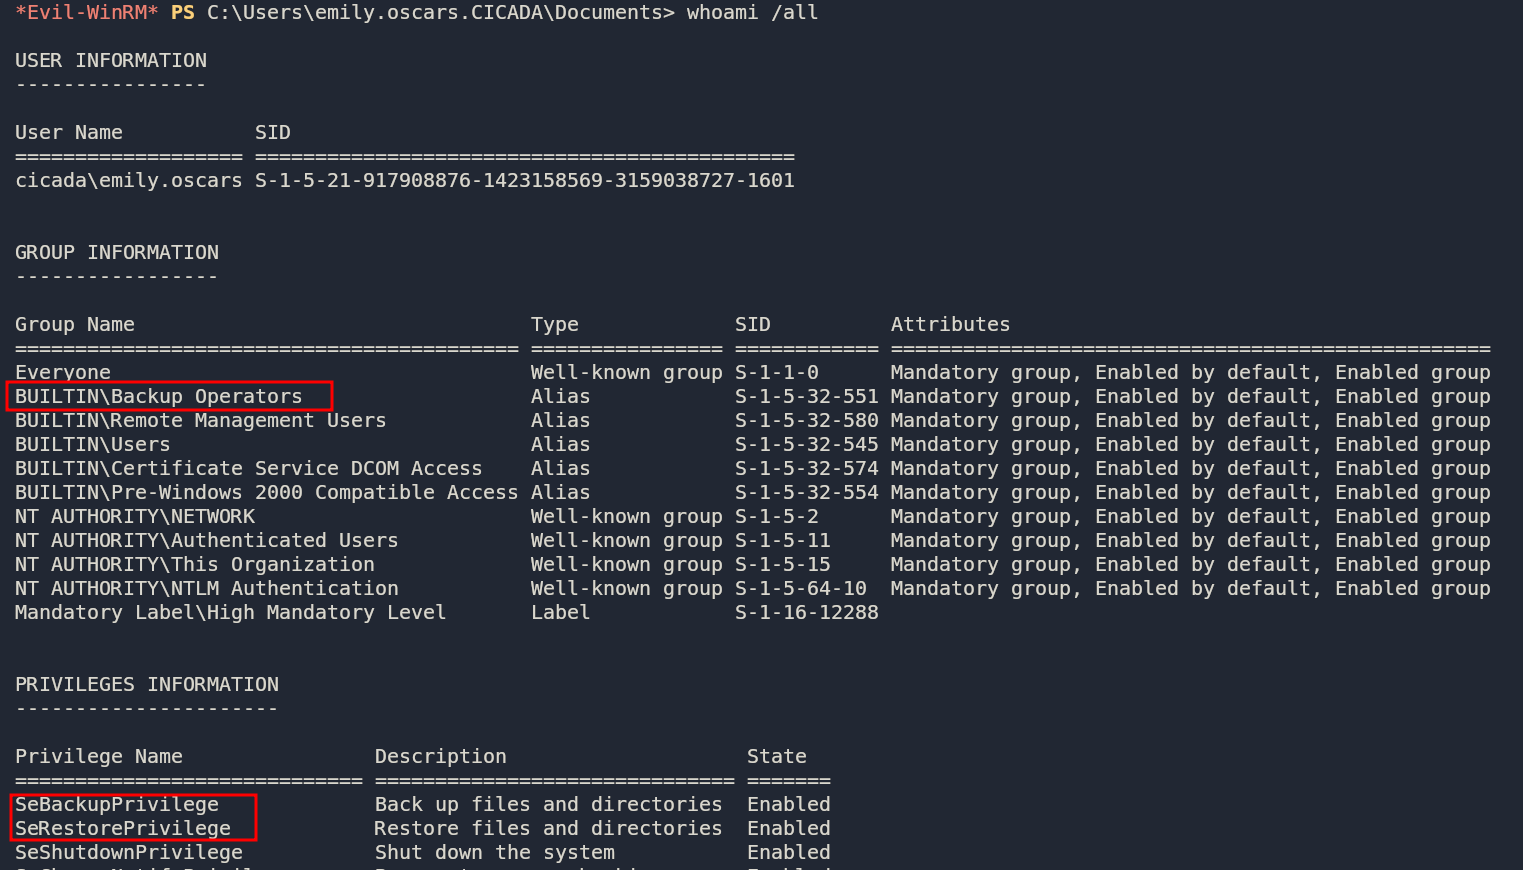 *Evil-WinRM* PS C:\Users\emily.oscars.CICADA\Documents> whoami /all
USER INFORMATION
----------------
User Name           SID
=================== =============================================
cicada\emily.oscars S-1-5-21-917908876-1423158569-3159038727-1601
GROUP INFORMATION
-----------------
Group Name                                 Type             SID          Attributes
========================================== ================ ============ ==================================================
Everyone                                   Well-known group S-1-1-0      Mandatory group, Enabled by default, Enabled group
BUILTIN\Backup Operators                   Alias            S-1-5-32-551 Mandatory group, Enabled by default, Enabled group
BUILTIN\Remote Management Users            Alias            S-1-5-32-580 Mandatory group, Enabled by default, Enabled group
BUILTIN\Users                              Alias            S-1-5-32-545 Mandatory group, Enabled by default, Enabled group
BUILTIN\Certificate Service DCOM Access    Alias            S-1-5-32-574 Mandatory group, Enabled by default, Enabled group
BUILTIN\Pre-Windows 2000 Compatible Access Alias            S-1-5-32-554 Mandatory group, Enabled by default, Enabled group
NT AUTHORITY\NETWORK                       Well-known group S-1-5-2      Mandatory group, Enabled by default, Enabled group
NT AUTHORITY\Authenticated Users           Well-known group S-1-5-11     Mandatory group, Enabled by default, Enabled group
NT AUTHORITY\This Organization             Well-known group S-1-5-15     Mandatory group, Enabled by default, Enabled group
NT AUTHORITY\NTLM Authentication           Well-known group S-1-5-64-10  Mandatory group, Enabled by default, Enabled group
Mandatory Label\High Mandatory Level       Label            S-1-16-12288
PRIVILEGES INFORMATION
----------------------
Privilege Name                Description                    State
============================= ============================== =======
SeBackupPrivilege             Back up files and directories  Enabled
SeRestorePrivilege            Restore files and directories  Enabled
SeShutdownPrivilege           Shut down the system           Enabled